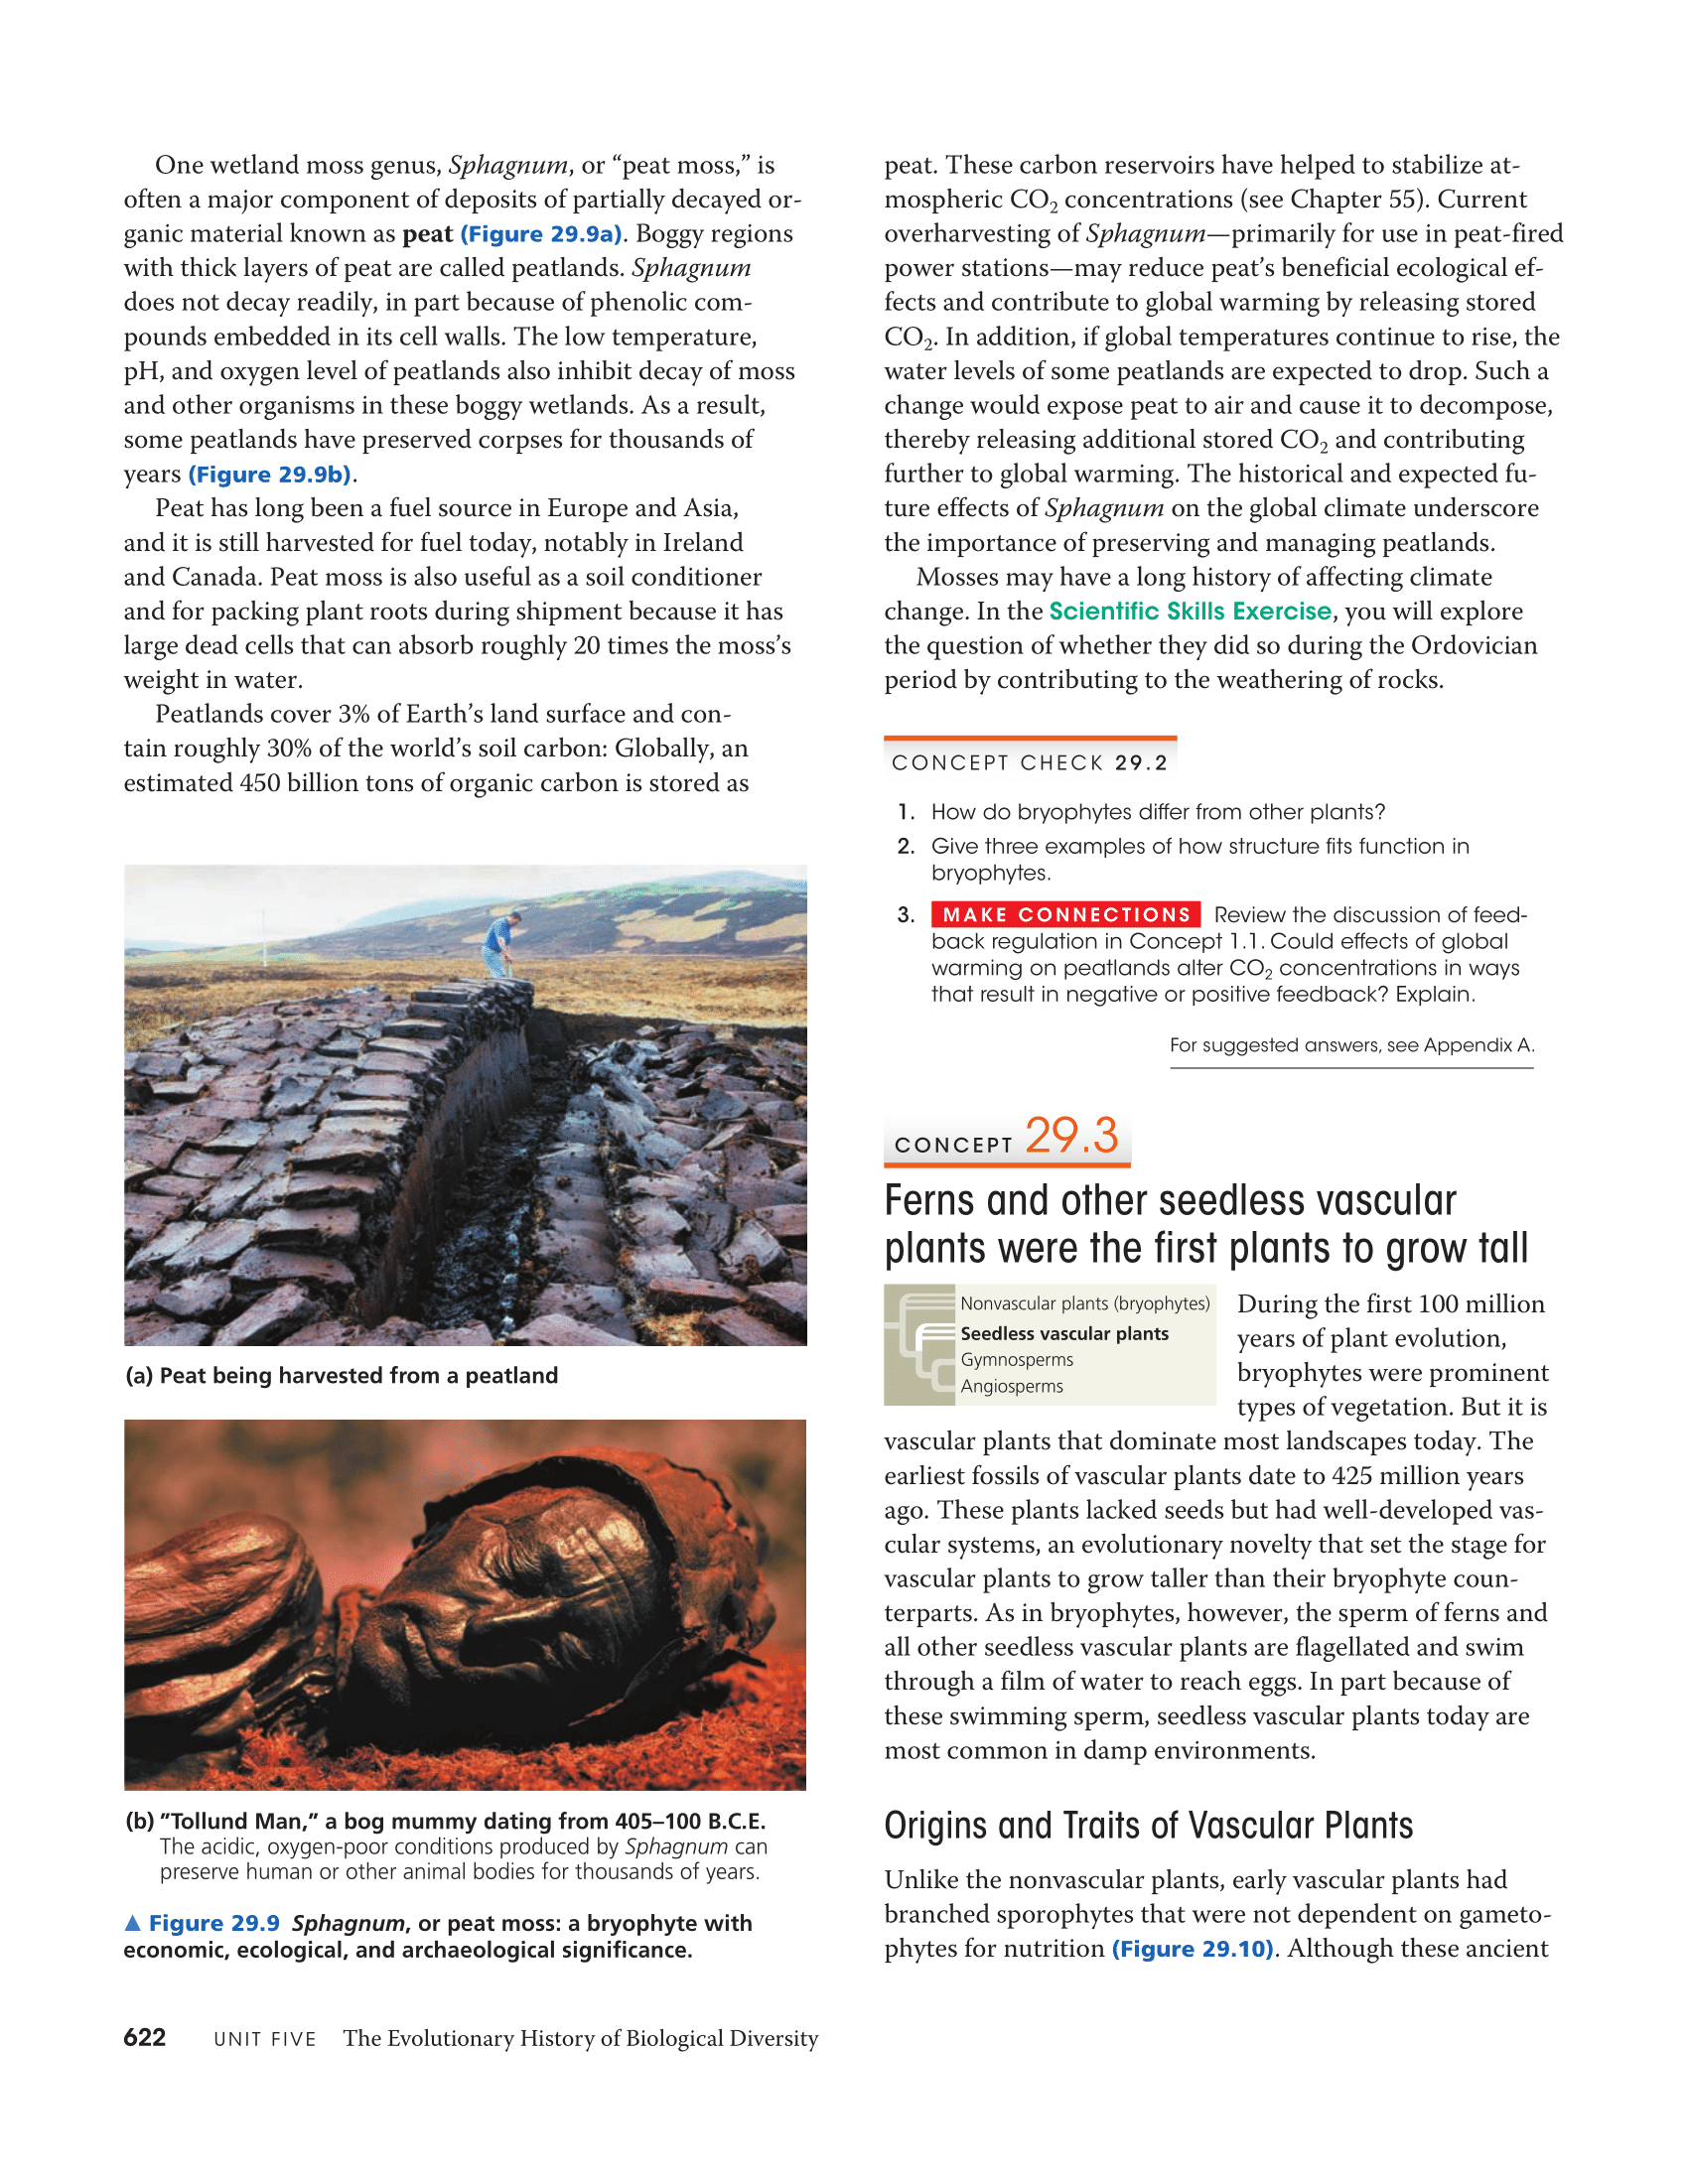 One wetland moss genus, Sphagnum, or “peat moss,” is
often a major component of deposits of partially decayed or-
ganic material known as peat (Figure 29.9a). Boggy regions
with thick layers of peat are called peatlands. Sphagnum
does not decay readily, in part because of phenolic com-
pounds embedded in its cell walls. The low temperature,
pH, and oxygen level of peatlands also inhibit decay of moss
and other organisms in these boggy wetlands. As a result,
some peatlands have preserved corpses for thousands of
years (Figure 29.9b).
Peat has long been a fuel source in Europe and Asia,
and it is still harvested for fuel today, notably in Ireland
and Canada. Peat moss is also useful as a soil conditioner
and for packing plant roots during shipment because it has
large dead cells that can absorb roughly 20 times the moss’s
weight in water.
Peatlands cover 3% of Earth’s land surface and con-
tain roughly 30% of the world’s soil carbon: Globally, an
estimated 450 billion tons of organic carbon is stored as
(a) Peat being harvested from a peatland
(b) ”Tollund Man,” a bog mummy dating from 405–100 B.C.E.
The acidic, oxygen-poor conditions produced by Sphagnum can
preserve human or other animal bodies for thousands of years.
▲ Figure 29.9 Sphagnum, or peat moss: a bryophyte with
economic, ecological, and archaeological significance.
peat. These carbon reservoirs have helped to stabilize at-
mospheric CO₂ concentrations (see Chapter 55). Current
overharvesting of Sphagnum—primarily for use in peat-fired
power stations—may reduce peat’s beneficial ecological ef-
fects and contribute to global warming by releasing stored
CO₂. In addition, if global temperatures continue to rise, the
water levels of some peatlands are expected to drop. Such a
change would expose peat to air and cause it to decompose,
thereby releasing additional stored CO₂ and contributing
further to global warming. The historical and expected fu-
ture effects of Sphagnum on the global climate underscore
the importance of preserving and managing peatlands.
Mosses may have a long history of affecting climate
change. In the Scientific Skills Exercise, you will explore
the question of whether they did so during the Ordovician
period by contributing to the weathering of rocks.
CONCEPT CHECK 29.2
1. How do bryophytes differ from other plants?
2. Give three examples of how structure fits function in
bryophytes.
3. MAKE CONNECTIONS Review the discussion of feed-
back regulation in Concept 1.1. Could effects of global
warming on peatlands alter CO₂ concentrations in ways
that result in negative or positive feedback? Explain.
For suggested answers, see Appendix A.
CONCEPT 29.3
Ferns and other seedless vascular
plants were the first plants to grow tall
Nonvascular plants (bryophytes)
Seedless vascular plants
Gymnosperms
Angiosperms
During the first 100 million
years of plant evolution,
bryophytes were prominent
types of vegetation. But it is
vascular plants that dominate most landscapes today. The
earliest fossils of vascular plants date to 425 million years
ago. These plants lacked seeds but had well-developed vas-
cular systems, an evolutionary novelty that set the stage for
vascular plants to grow taller than their bryophyte coun-
terparts. As in bryophytes, however, the sperm of ferns and
all other seedless vascular plants are flagellated and swim
through a film of water to reach eggs. In part because of
these swimming sperm, seedless vascular plants today are
most common in damp environments.
Origins and Traits of Vascular Plants
Unlike the nonvascular plants, early vascular plants had
branched sporophytes that were not dependent on gameto-
phytes for nutrition (Figure 29.10). Although these ancient
622 UNIT FIVE The Evolutionary History of Biological Diversity